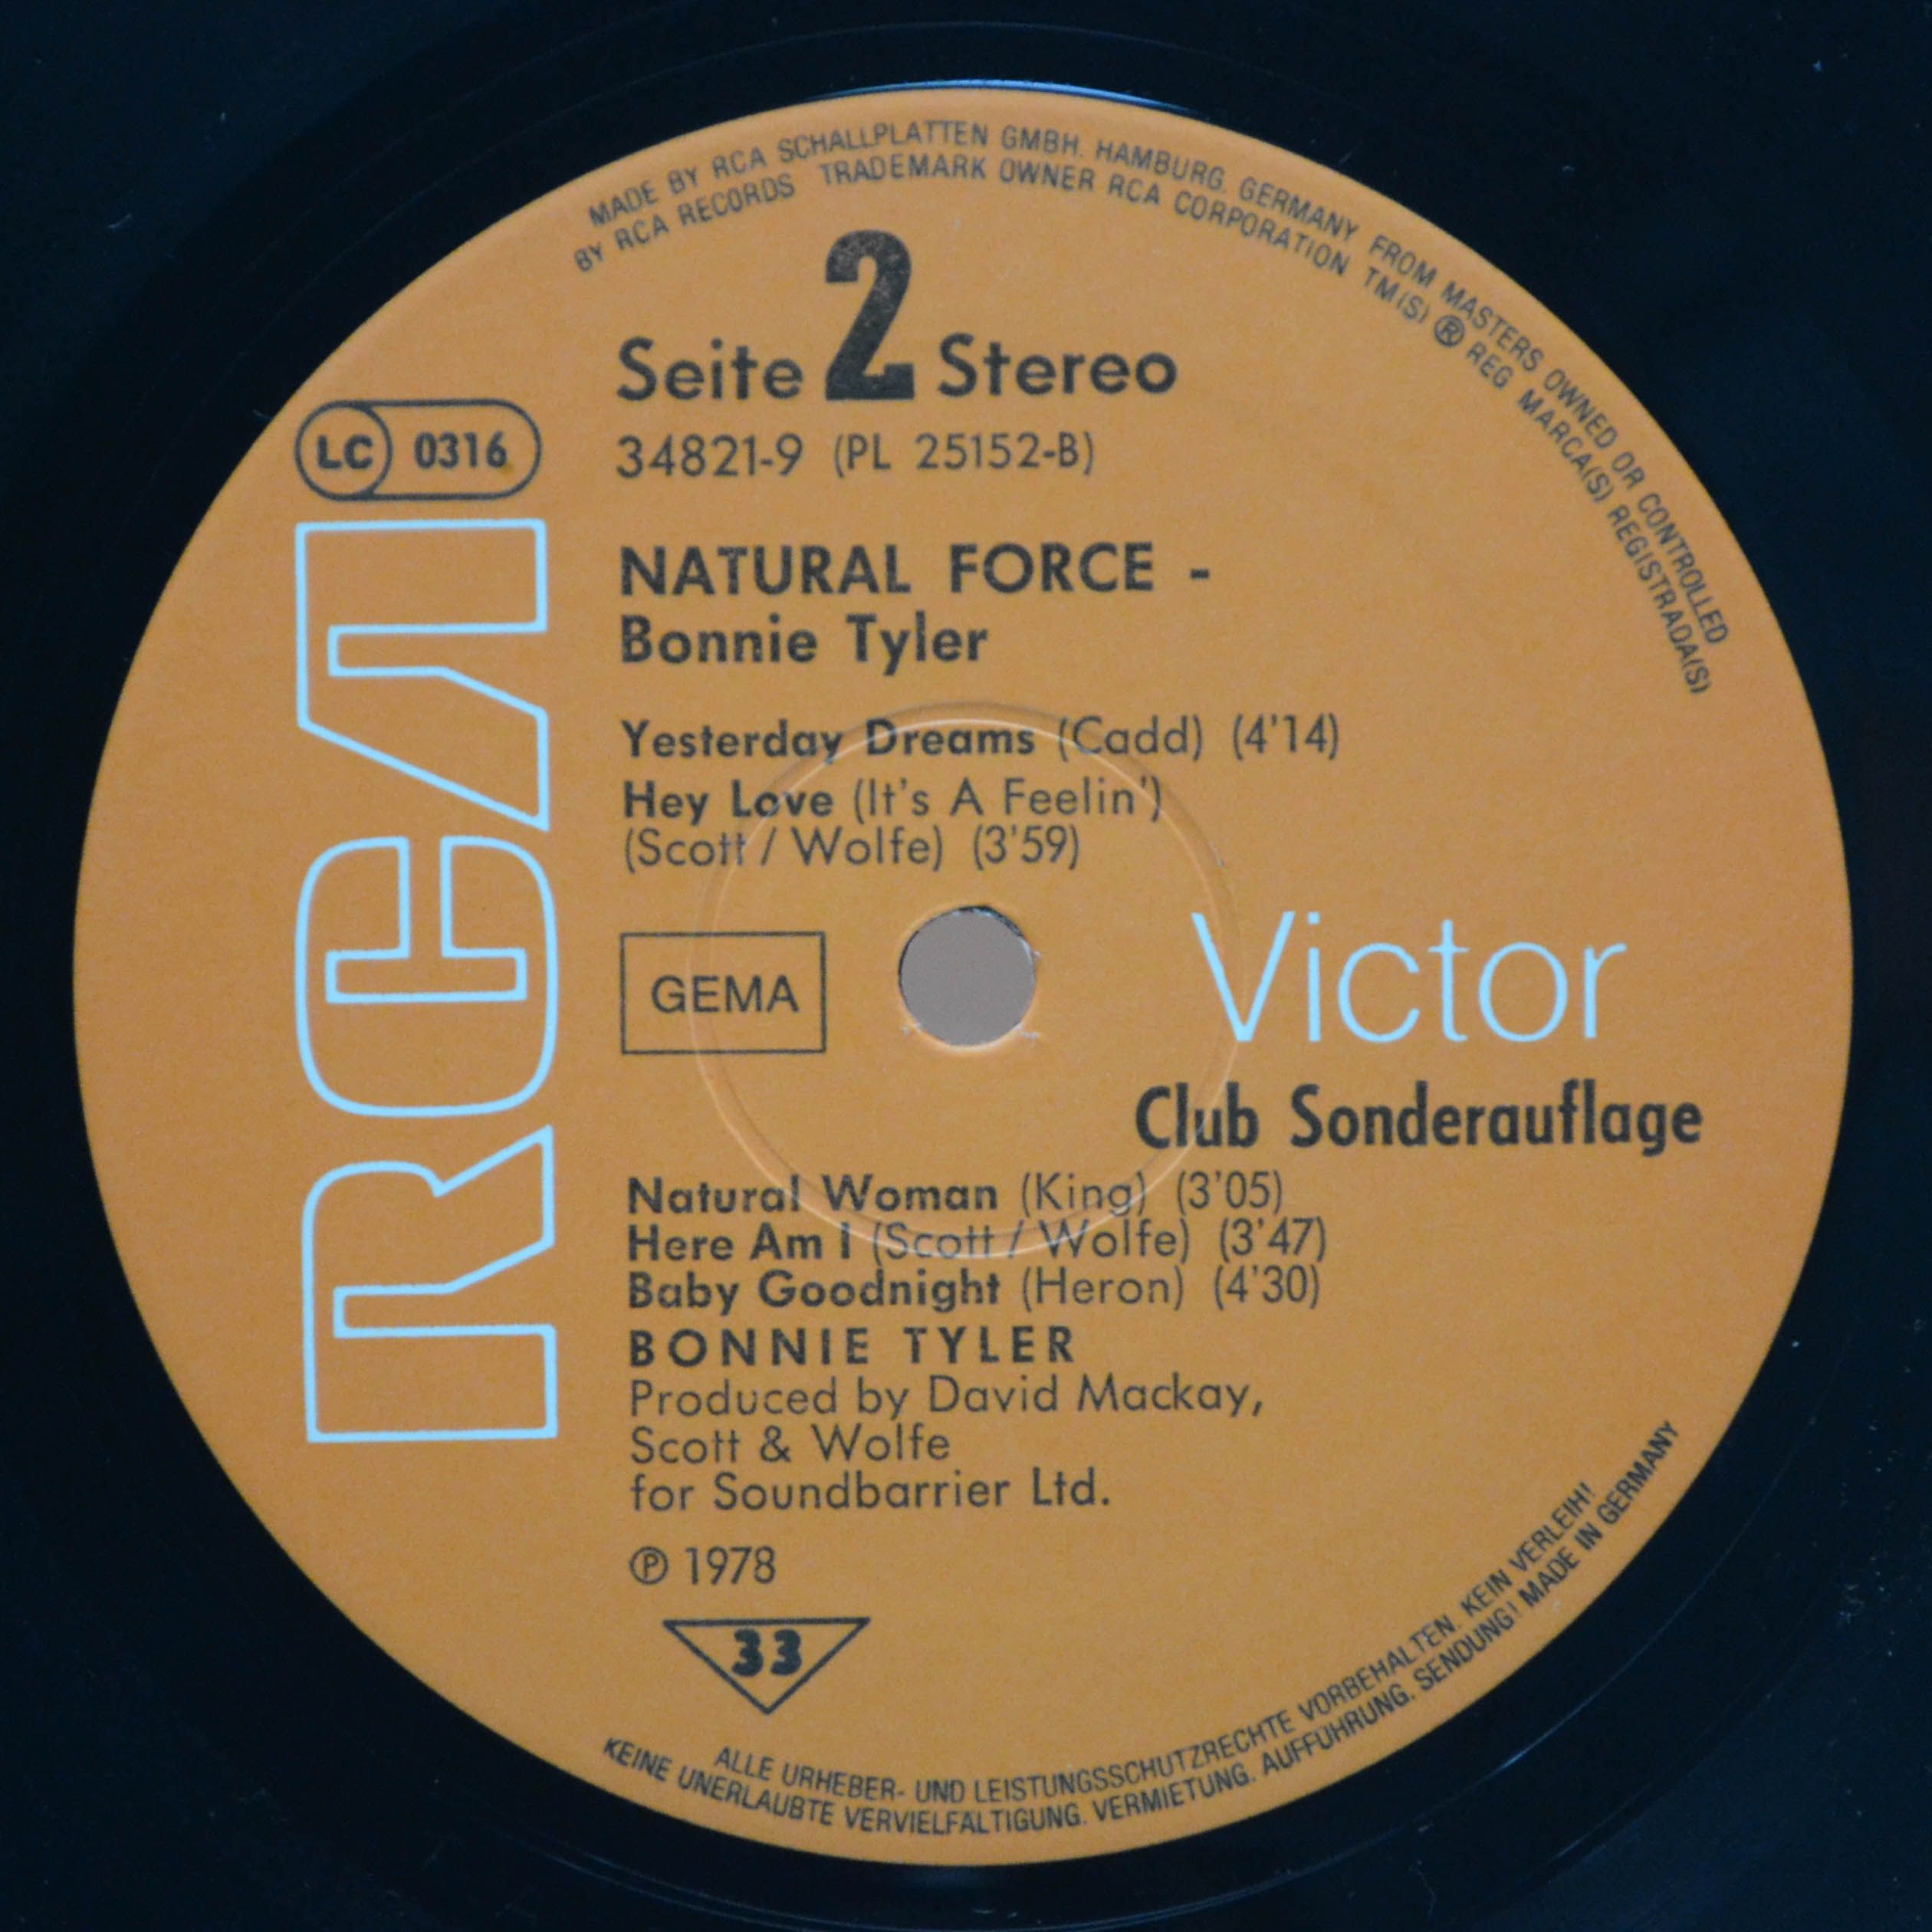 MADE BY RCA SCHALLPLATTEN GMBH. HAMBURG. GERMANY FROM MASTERS OWNED OR CONTROLLED
BY RCA RECORDS TRADEMARK OWNER RCA CORPORATION TM(S) ® REG MARCA(S) REGISTRADA(S)
Seite 2 Stereo
LC 0316
34821-9 (PL 25152-B)
RCA
NATURAL FORCE -
Bonnie Tyler
Yesterday Dreams (Cadd) (4'14)
Hey Love (It's A Feelin')
(Scott / Wolfe) (3'59)
GEMA
Victor
Club Sonderauflage
Natural Woman (King) (3'05)
Here Am I (Scott / Wolfe) (3'47)
Baby Goodnight (Heron) (4'30)
BONNIE TYLER
Produced by David Mackay,
Scott & Wolfe
for Soundbarrier Ltd.
℗ 1978
33
ALLE URHEBER- UND LEISTUNGSSCHUTZRECHTE VORBEHALTEN. KEIN VERLEIH!
KEINE UNERLAUBTE VERVIELFÄLTIGUNG. VERMIETUNG. AUFFÜHRUNG. SENDUNG! MADE IN GERMANY